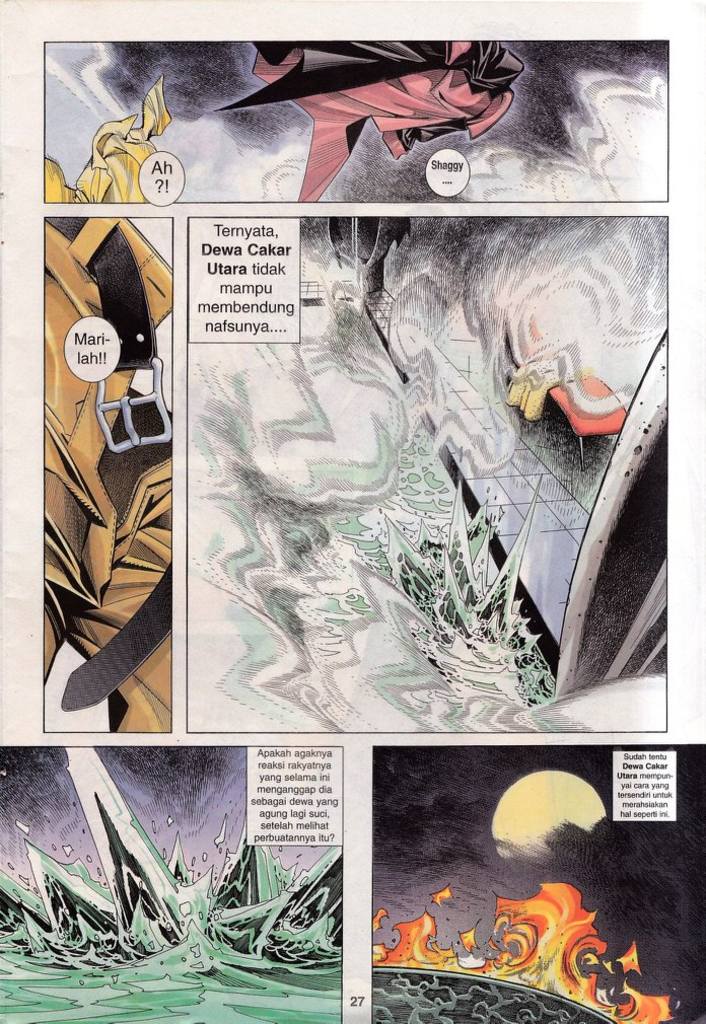 Ah
?!
Shaggy
....
Mari-
lah!!
Ternyata,
Dewa Cakar
Utara tidak
mampu
membendung
nafsunya....
Apakah agaknya
reaksi rakyatnya
yang selama ini
menganggap dia
sebagai dewa yang
agung lagi suci,
setelah melihat
perbuatannya itu?
Sudah tentu
Dewa Cakar
Utara mempun-
yai cara yang
tersendiri untuk
merahsiakan
hal seperti ini.
27